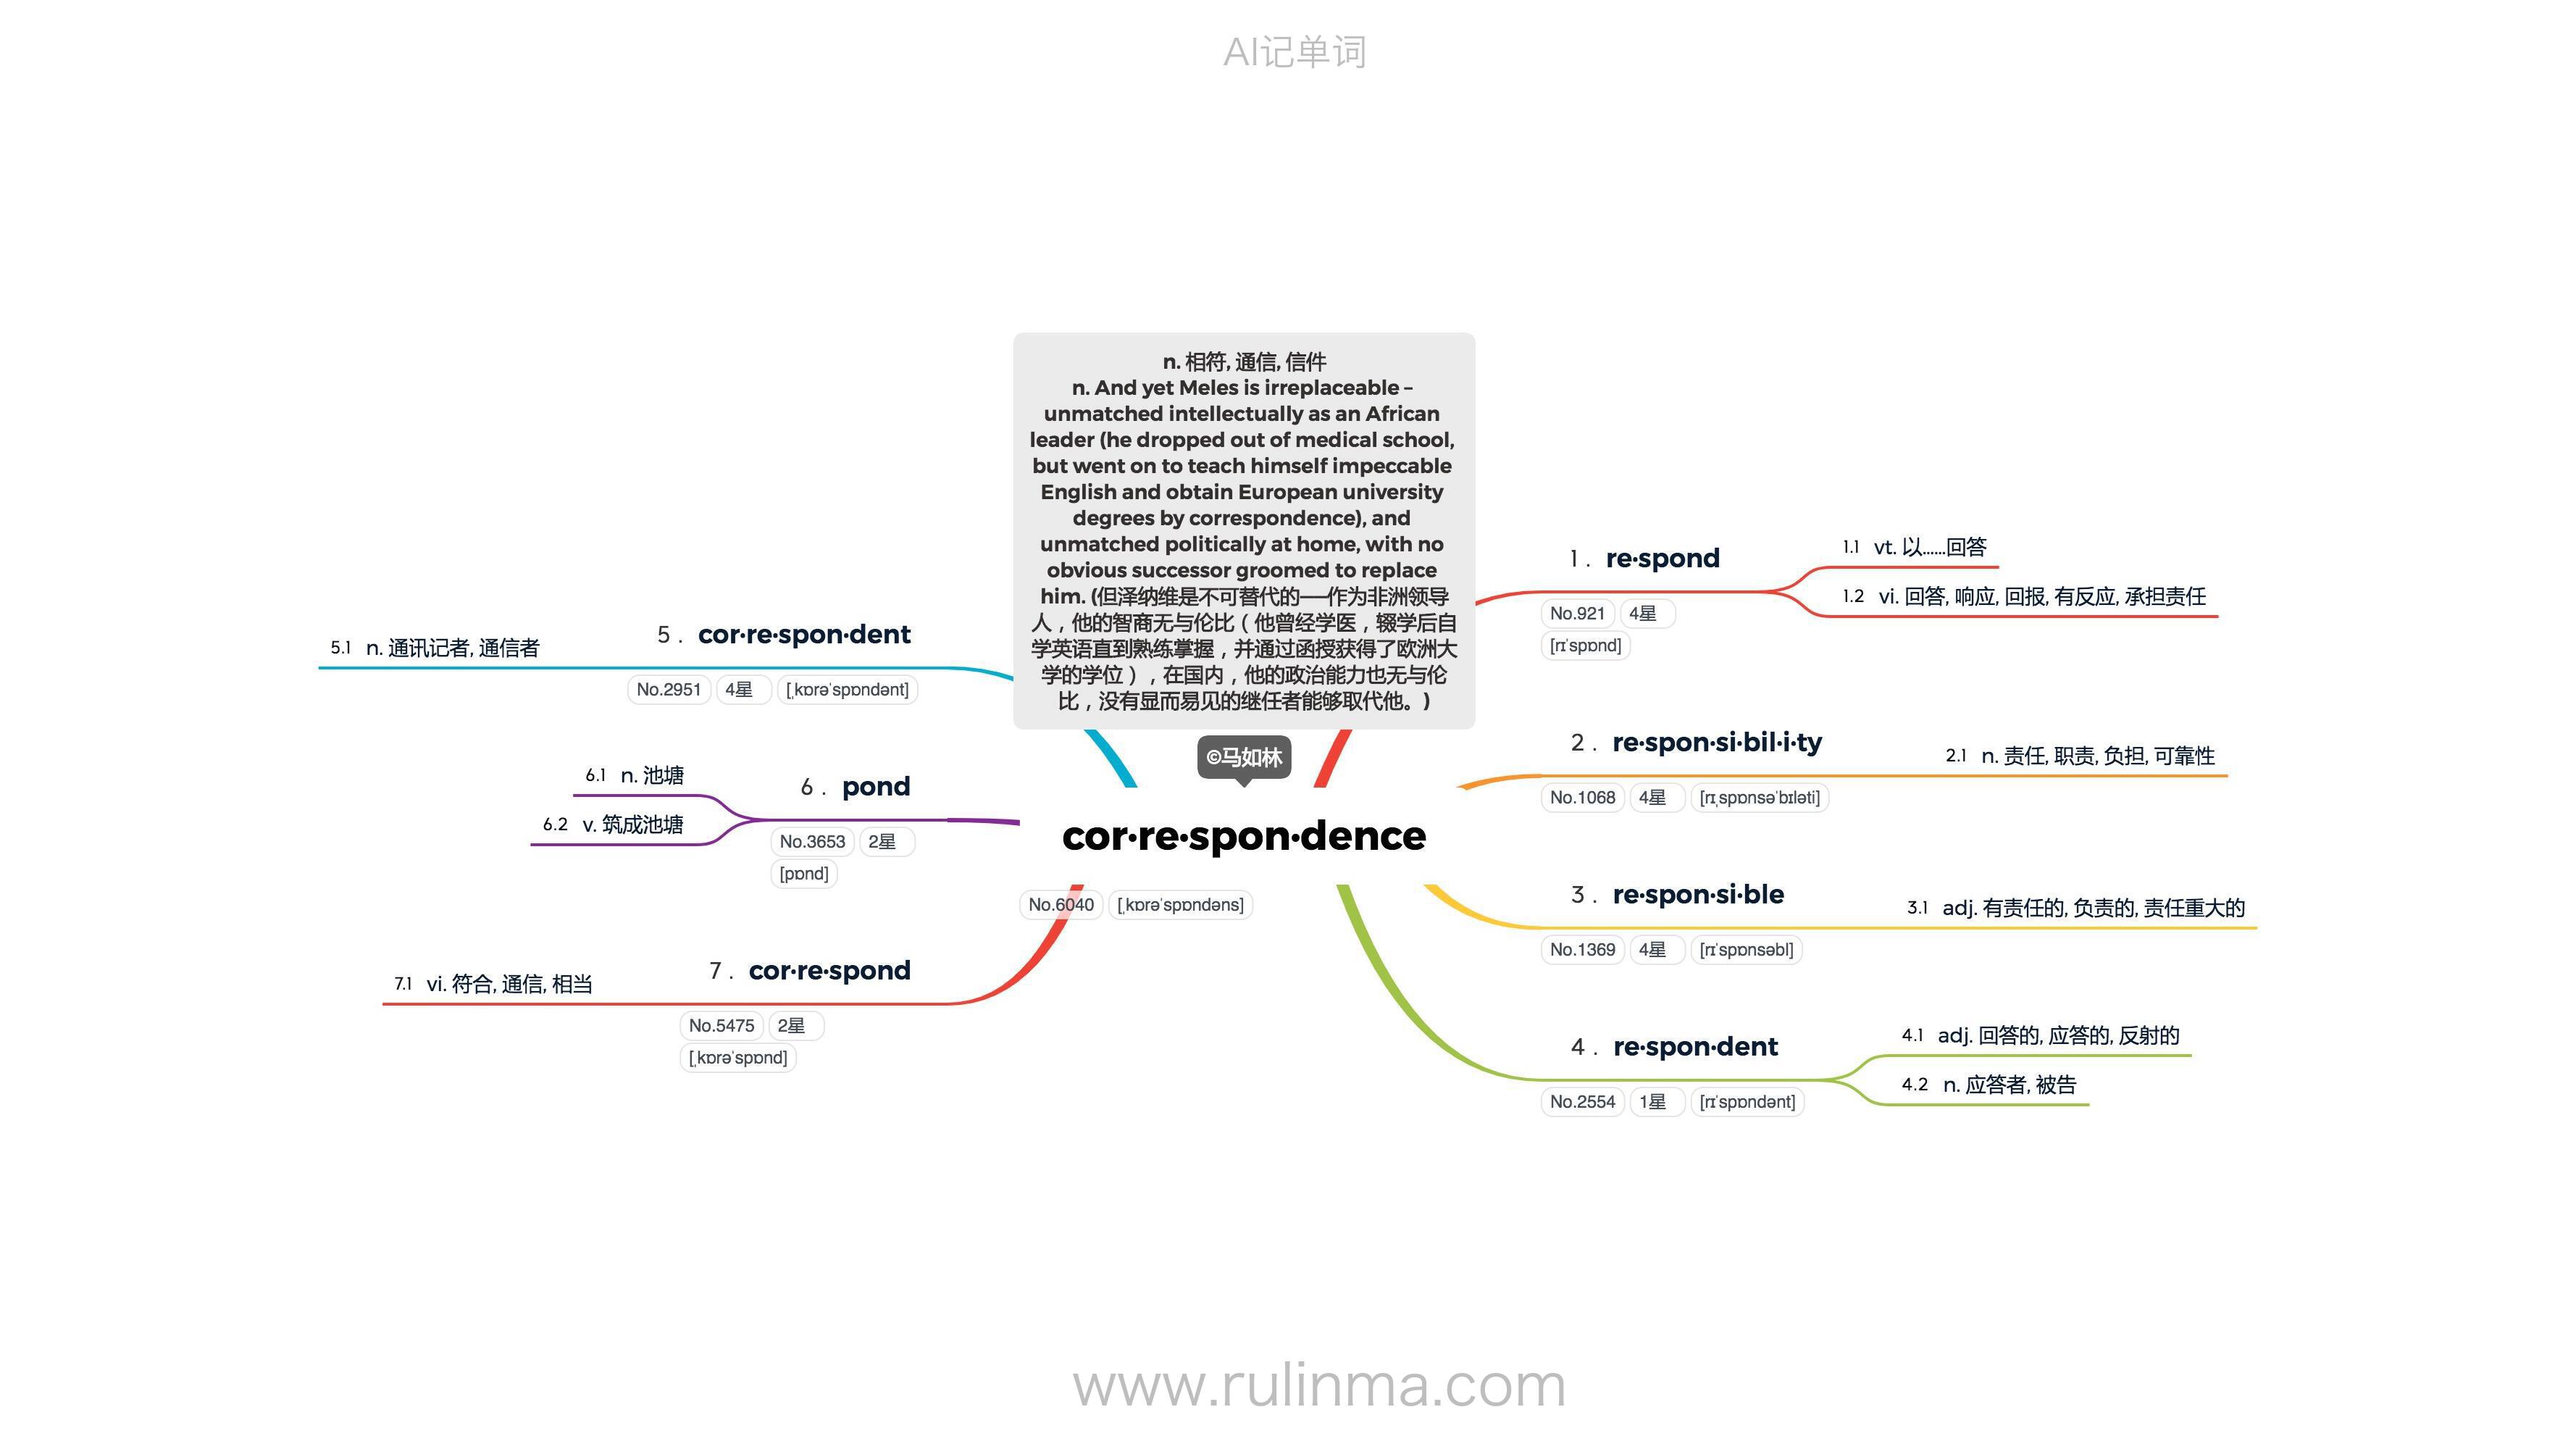 AI记单词
n. 相符, 通信, 信件
n. And yet Meles is irreplaceable –
unmatched intellectually as an African
leader (he dropped out of medical school,
but went on to teach himself impeccable
English and obtain European university
degrees by correspondence), and
unmatched politically at home, with no
obvious successor groomed to replace
him. (但泽纳维是不可替代的──作为非洲领导
人，他的智商无与伦比（他曾经学医，辍学后自
学英语直到熟练掌握，并通过函授获得了欧洲大
学的学位），在国内，他的政治能力也无与伦
比，没有显而易见的继任者能够取代他。)
©马如林
cor·re·spon·dence
No.6040 [ˌkɒrəˈspɒndəns]
1 . re·spond
No.921 4星
[rɪˈspɒnd]
1.1 vt. 以……回答
1.2 vi. 回答, 响应, 回报, 有反应, 承担责任
2 . re·spon·si·bil·i·ty
No.1068 4星 [rɪˌspɒnsəˈbɪləti]
2.1 n. 责任, 职责, 负担, 可靠性
3 . re·spon·si·ble
No.1369 4星 [rɪˈspɒnsəbl]
3.1 adj. 有责任的, 负责的, 责任重大的
4 . re·spon·dent
No.2554 1星 [rɪˈspɒndənt]
4.1 adj. 回答的, 应答的, 反射的
4.2 n. 应答者, 被告
5 . cor·re·spon·dent
No.2951 4星 [ˌkɒrəˈspɒndənt]
5.1 n. 通讯记者, 通信者
6 . pond
No.3653 2星
[pɒnd]
6.1 n. 池塘
6.2 v. 筑成池塘
7 . cor·re·spond
No.5475 2星
[ˌkɒrəˈspɒnd]
7.1 vi. 符合, 通信, 相当
www.rulinma.com